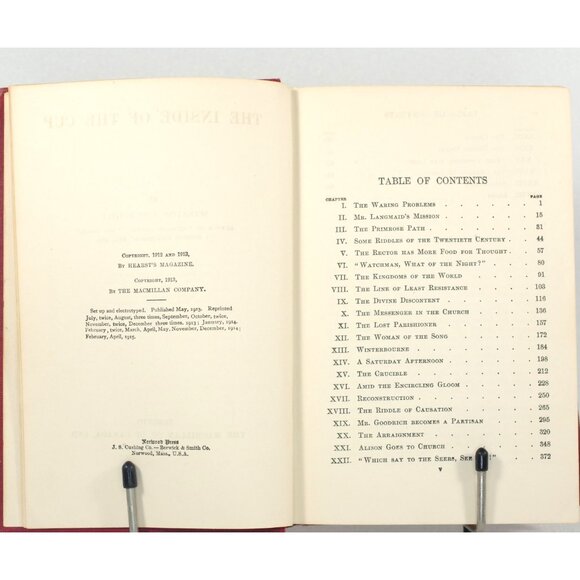 COPYRIGHT, 1912 AND 1913,
BY HEARST'S MAGAZINE.
COPYRIGHT, 1913,
BY THE MACMILLAN COMPANY.
Set up and electrotyped. Published May, 1913. Reprinted
July, twice, August, three times, September, October, twice,
November, twice, December three times, 1913; January, 1914
February, twice, March, April, May, November, December, 1914;
February, April, 1915.
Norwood Press
J. S. Cushing Co. — Berwick & Smith Co.
Norwood, Mass., U.S.A.
TABLE OF CONTENTS
CHAPTER PAGE
I. THE WARING PROBLEMS . . . . . . 1
II. MR. LANGMAID'S MISSION . . . . . . 15
III. THE PRIMROSE PATH . . . . . . 31
IV. SOME RIDDLES OF THE TWENTIETH CENTURY . . 44
V. THE RECTOR HAS MORE FOOD FOR THOUGHT . . 57
VI. "WATCHMAN, WHAT OF THE NIGHT?" . . . 80
VII. THE KINGDOMS OF THE WORLD . . . . 91
VIII. THE LINE OF LEAST RESISTANCE . . . . 103
IX. THE DIVINE DISCONTENT . . . . . 116
X. THE MESSENGER IN THE CHURCH . . . . 136
XI. THE LOST PARISHIONER . . . . . 157
XII. THE WOMAN OF THE SONG . . . . . 172
XIII. WINTERBOURNE . . . . . . . 184
XIV. A SATURDAY AFTERNOON . . . . . 198
XV. THE CRUCIBLE . . . . . . . 212
XVI. AMID THE ENCIRCLING GLOOM . . . . 228
XVII. RECONSTRUCTION . . . . . . . 250
XVIII. THE RIDDLE OF CAUSATION . . . . . 265
XIX. MR. GOODRICH BECOMES A PARTISAN . . . 295
XX. THE ARRAIGNMENT . . . . . . 320
XXI. ALISON GOES TO CHURCH . . . . . 348
XXII. "WHICH SAY TO THE SEERS, SEE !" . . . 372
V